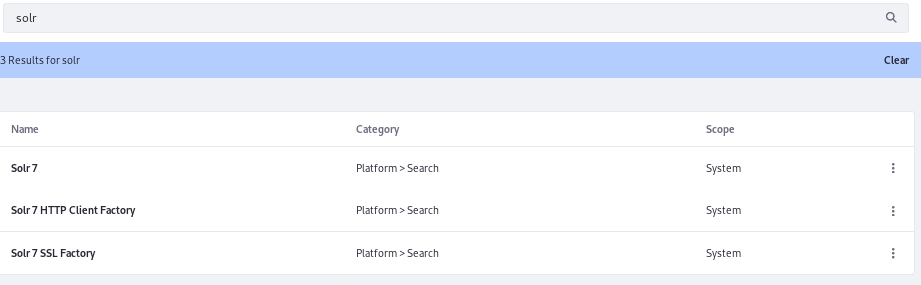 solr
3 Results for solr Clear
Name Category Scope
Solr 7 Platform > Search System
Solr 7 HTTP Client Factory Platform > Search System
Solr 7 SSL Factory Platform > Search System